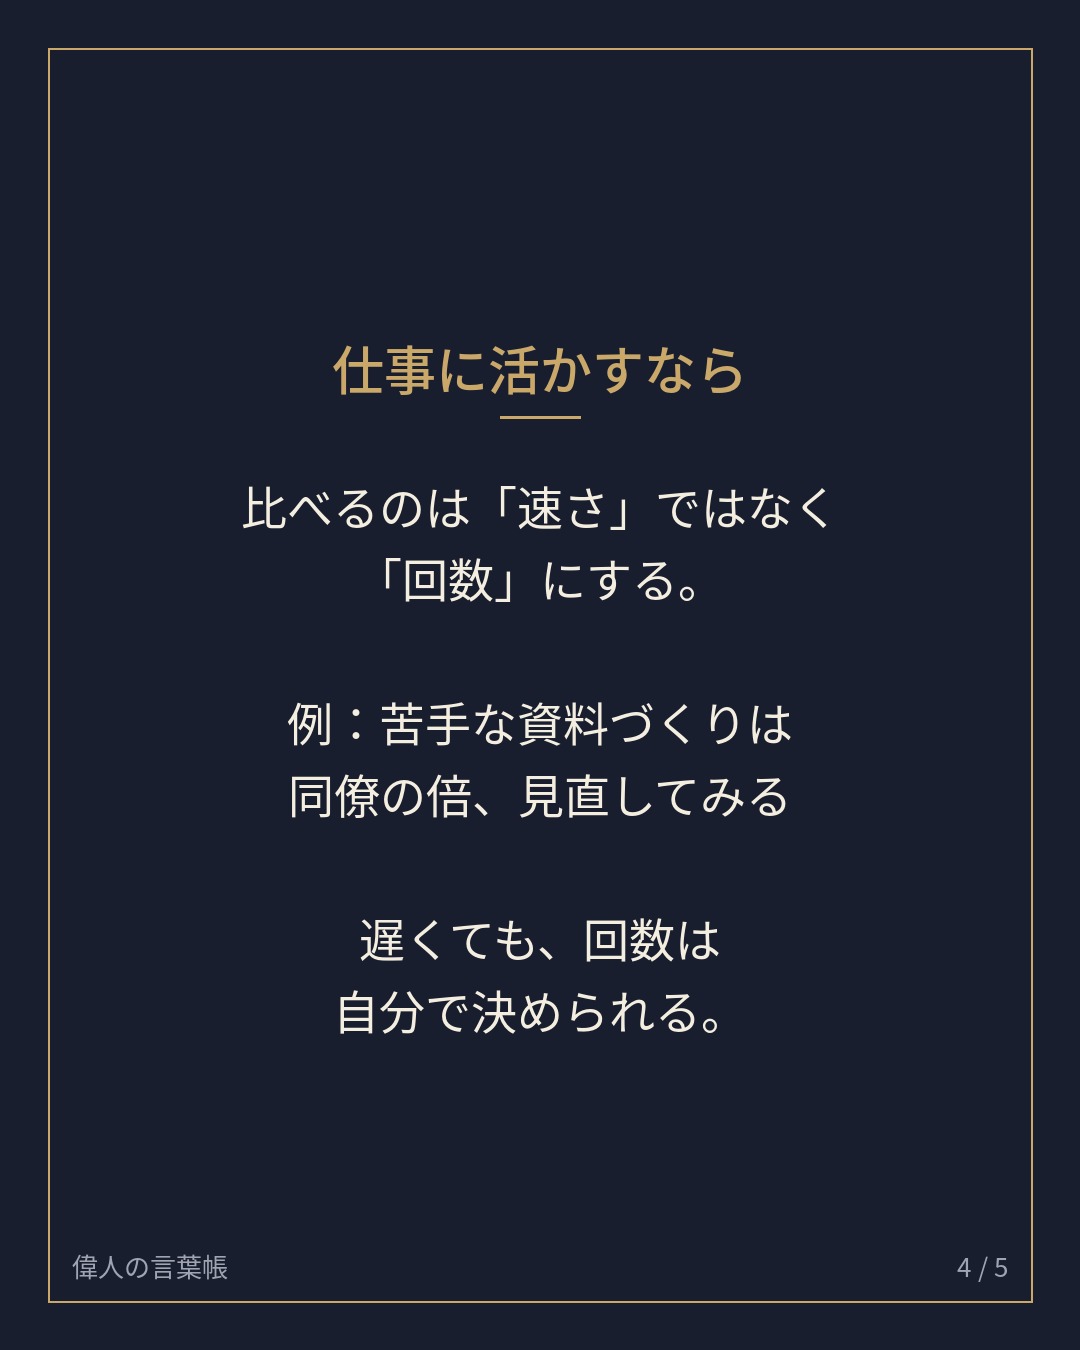 仕事に活かすなら
比べるのは「速さ」ではなく
「回数」にする。
例：苦手な資料づくりは
同僚の倍、見直してみる
遅くても、回数は
自分で決められる。
偉人の言葉帳
4 / 5